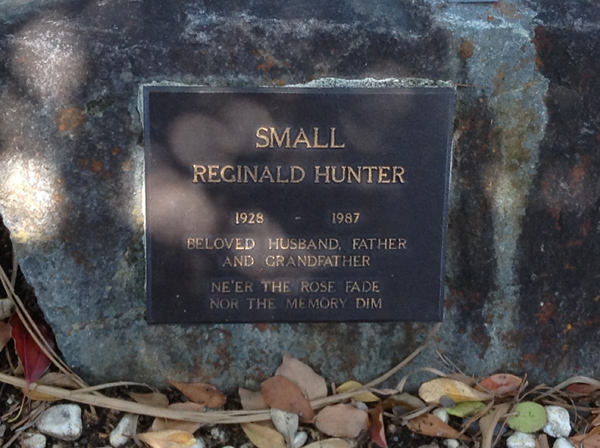 SMALL
REGINALD HUNTER
1928 - 1987
BELOVED HUSBAND, FATHER
AND GRANDFATHER
NE'ER THE ROSE FADE
NOR THE MEMORY DIM